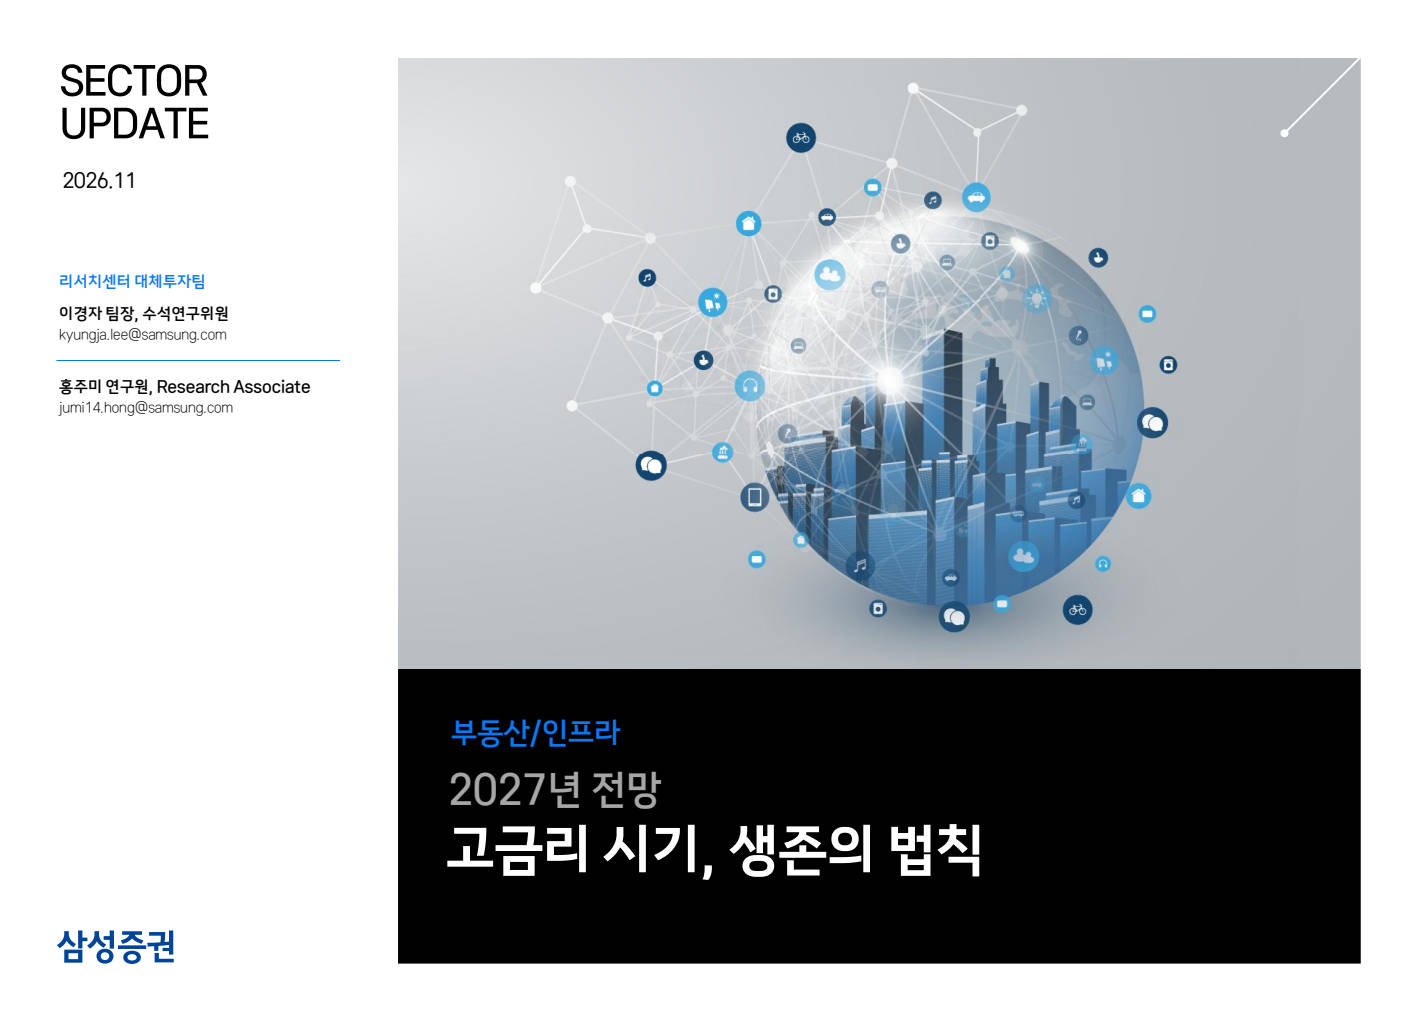 SECTOR
UPDATE
2026.11
리서치센터 대체투자팀
이경자 팀장, 수석연구위원
kyungja.lee@samsung.com
홍주미 연구원, Research Associate
jumi14.hong@samsung.com
부동산/인프라
2027년 전망
고금리 시기, 생존의 법칙
삼성증권